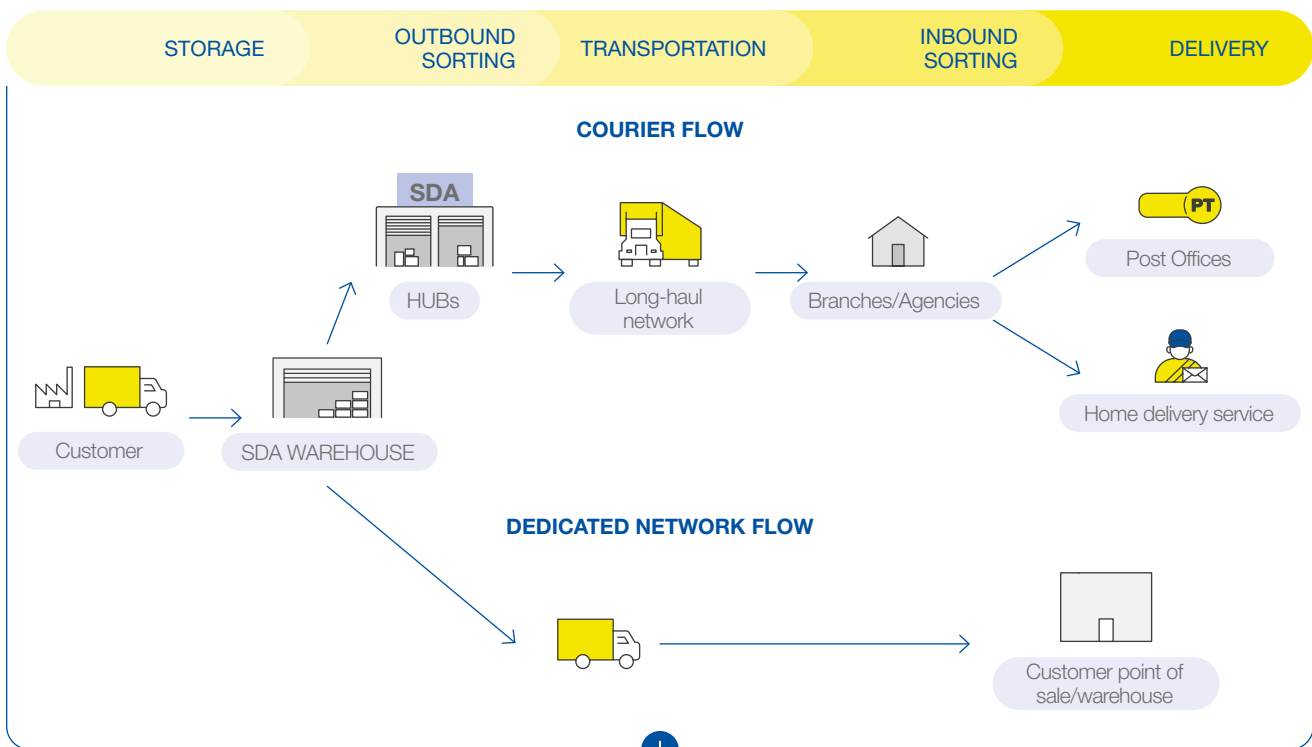 STORAGE
OUTBOUND
SORTING
TRANSPORTATION
INBOUND
SORTING
DELIVERY
COURIER FLOW
SDA
HUBs
Long-haul
network
Branches/Agencies
PT
Post Offices
Home delivery service
Customer
SDA WAREHOUSE
DEDICATED NETWORK FLOW
Customer point of
sale/warehouse